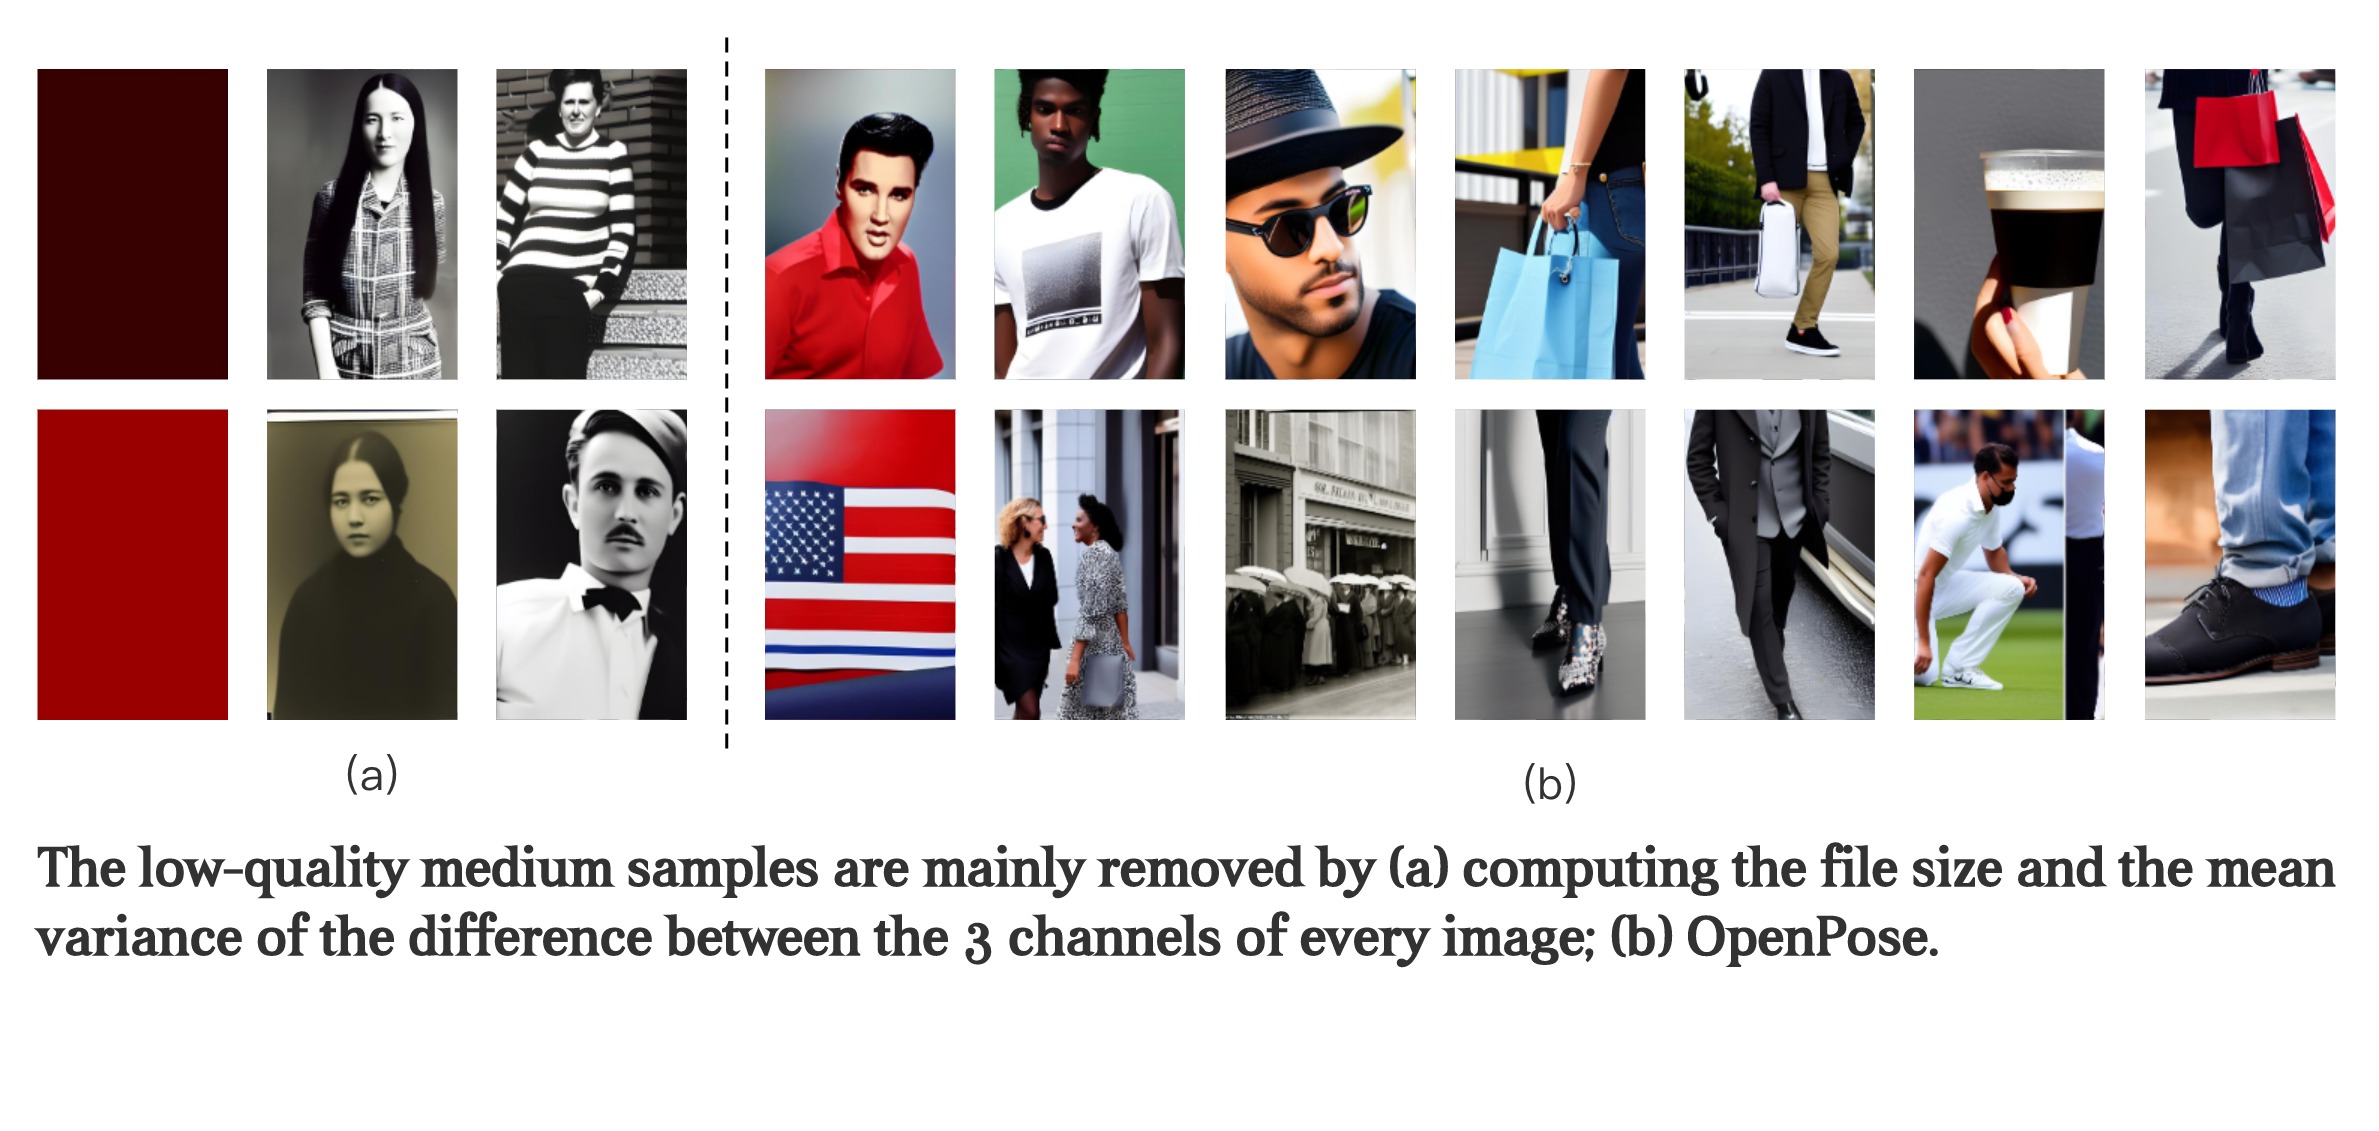 (a)
(b)
The low-quality medium samples are mainly removed by (a) computing the file size and the mean
variance of the difference between the 3 channels of every image; (b) OpenPose.